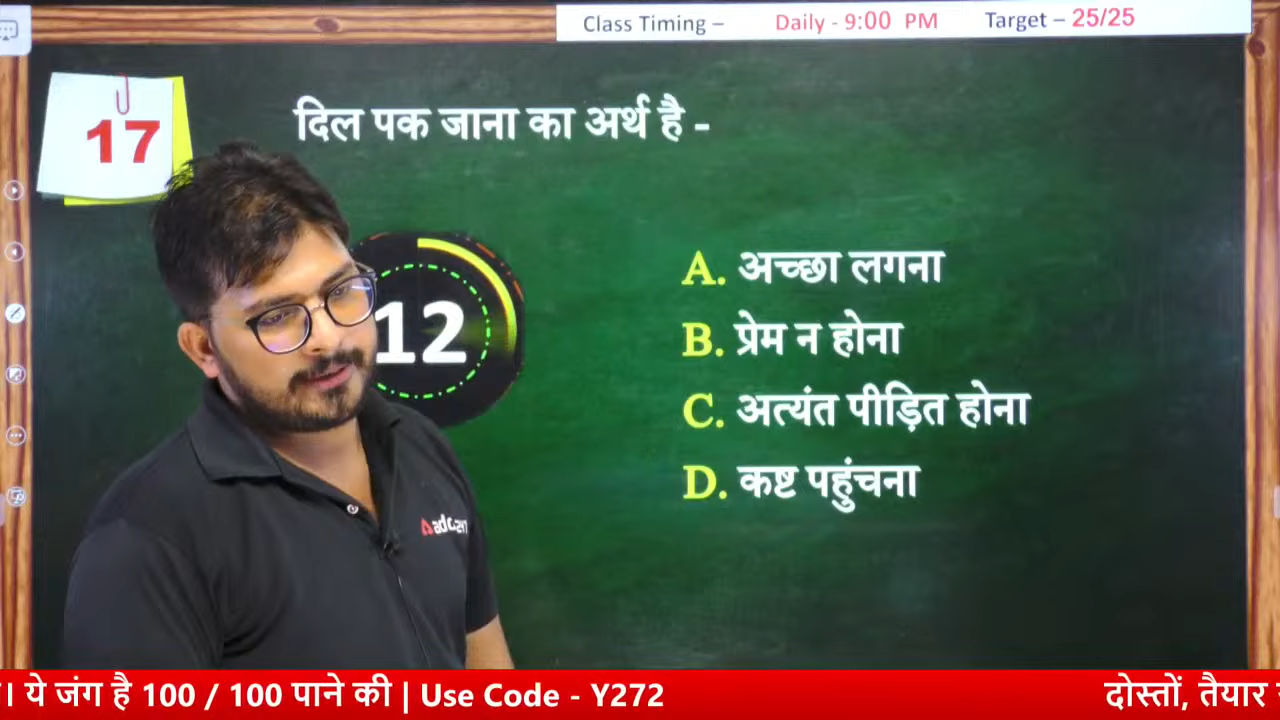 Class Timing – Daily - 9:00 PM Target – 25/25
17
दिल पक जाना का अर्थ है -
12
A. अच्छा लगना
B. प्रेम न होना
C. अत्यंत पीड़ित होना
D. कष्ट पहुंचना
। ये जंग है 100 / 100 पाने की | Use Code - Y272
दोस्तों, तैयार